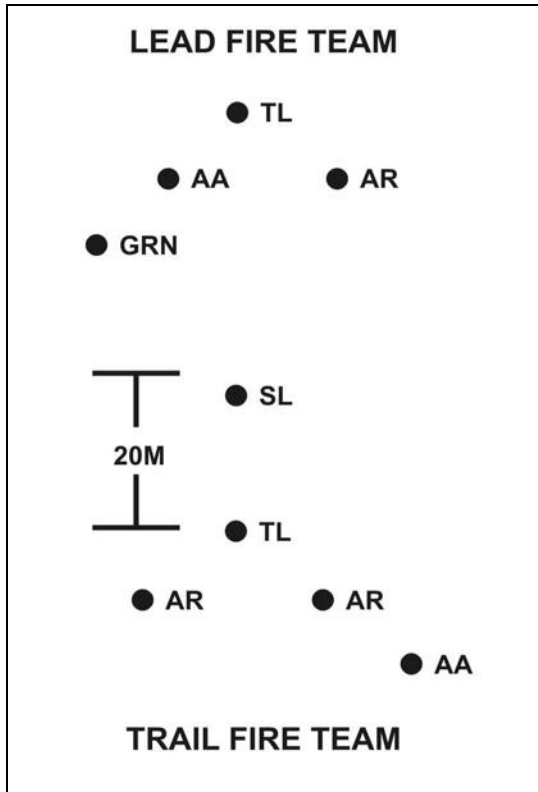 LEAD FIRE TEAM
TL
AA AR
GRN
SL
20M
TL
AR AR
AA
TRAIL FIRE TEAM